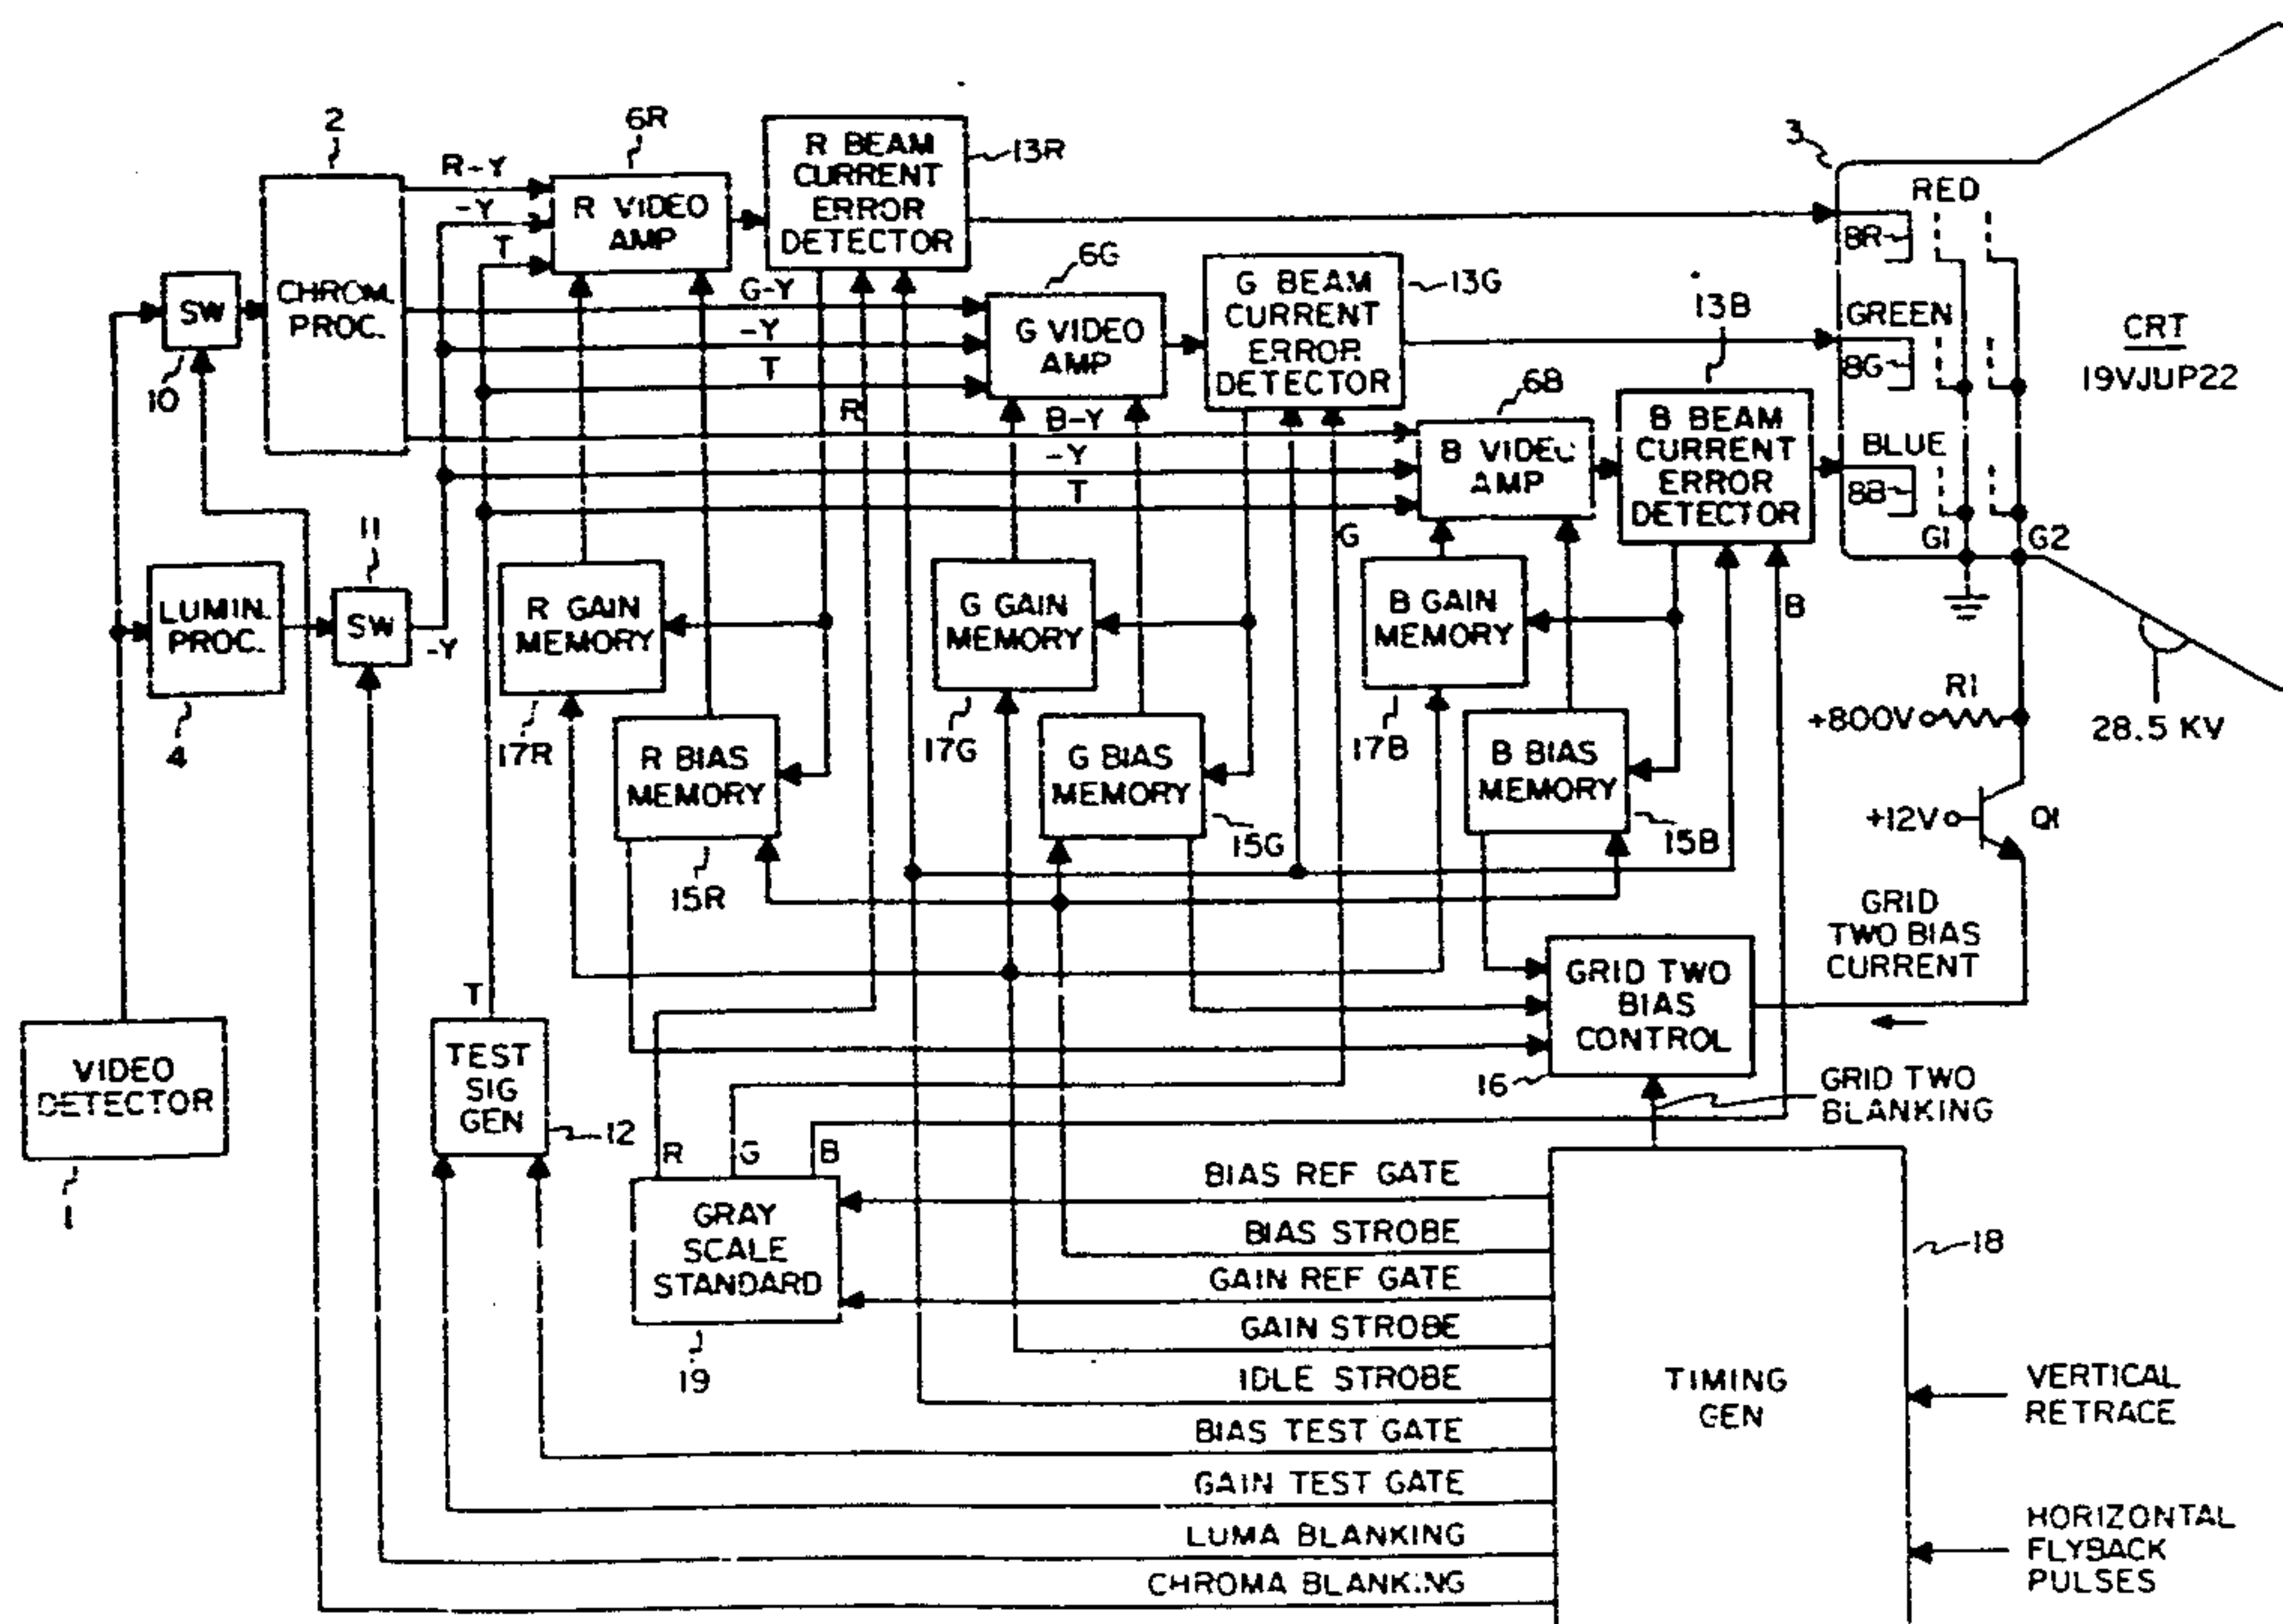 2
R-Y
-Y
T
6R
R VIDEO
AMP
R BEAM
CURRENT
ERROR
DETECTOR
13R
3
RED
8R
SW
10
CHROM.
PROC.
G-Y
-Y
T
6G
G VIDEO
AMP
G BEAM
CURRENT
ERROR
DETECTOR
13G
13B
GREEN
8G
CRT
19VJUP22
R
B-Y
-Y
T
6B
B VIDEO
AMP
B BEAM
CURRENT
ERROR
DETECTOR
BLUE
8B
G1
G2
G
B
11
LUMIN.
PROC.
4
SW
-Y
R GAIN
MEMORY
17R
G GAIN
MEMORY
17G
B GAIN
MEMORY
17B
R1
+800V
28.5 KV
R BIAS
MEMORY
15R
G BIAS
MEMORY
15G
B BIAS
MEMORY
15B
+12V
Q1
GRID
TWO BIAS
CURRENT
GRID TWO
BIAS
CONTROL
16
GRID TWO
BLANKING
VIDEO
DETECTOR
1
T
TEST
SIG
GEN
12
R
G
B
GRAY
SCALE
STANDARD
19
BIAS REF GATE
BIAS STROBE
GAIN REF GATE
GAIN STROBE
IDLE STROBE
BIAS TEST GATE
GAIN TEST GATE
LUMA BLANKING
CHROMA BLANKING
TIMING
GEN
18
VERTICAL
RETRACE
HORIZONTAL
FLYBACK
PULSES